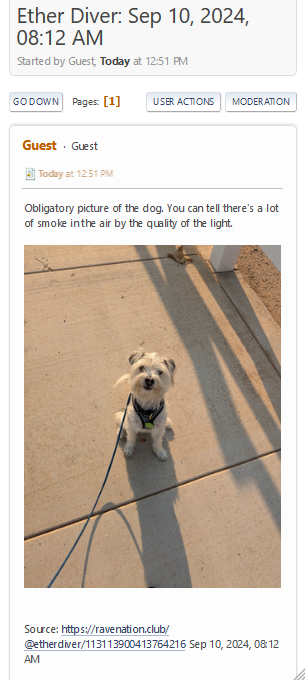 Ether Diver: Sep 10, 2024,
08:12 AM
Started by Guest, Today at 12:51 PM
GO DOWN Pages: [1] USER ACTIONS MODERATION
Guest · Guest
Today at 12:51 PM
Obligatory picture of the dog. You can tell there's a lot
of smoke in the air by the quality of the light.
Source: https://ravenation.club/
@etherdiver/113113900413764216 Sep 10, 2024, 08:12
AM